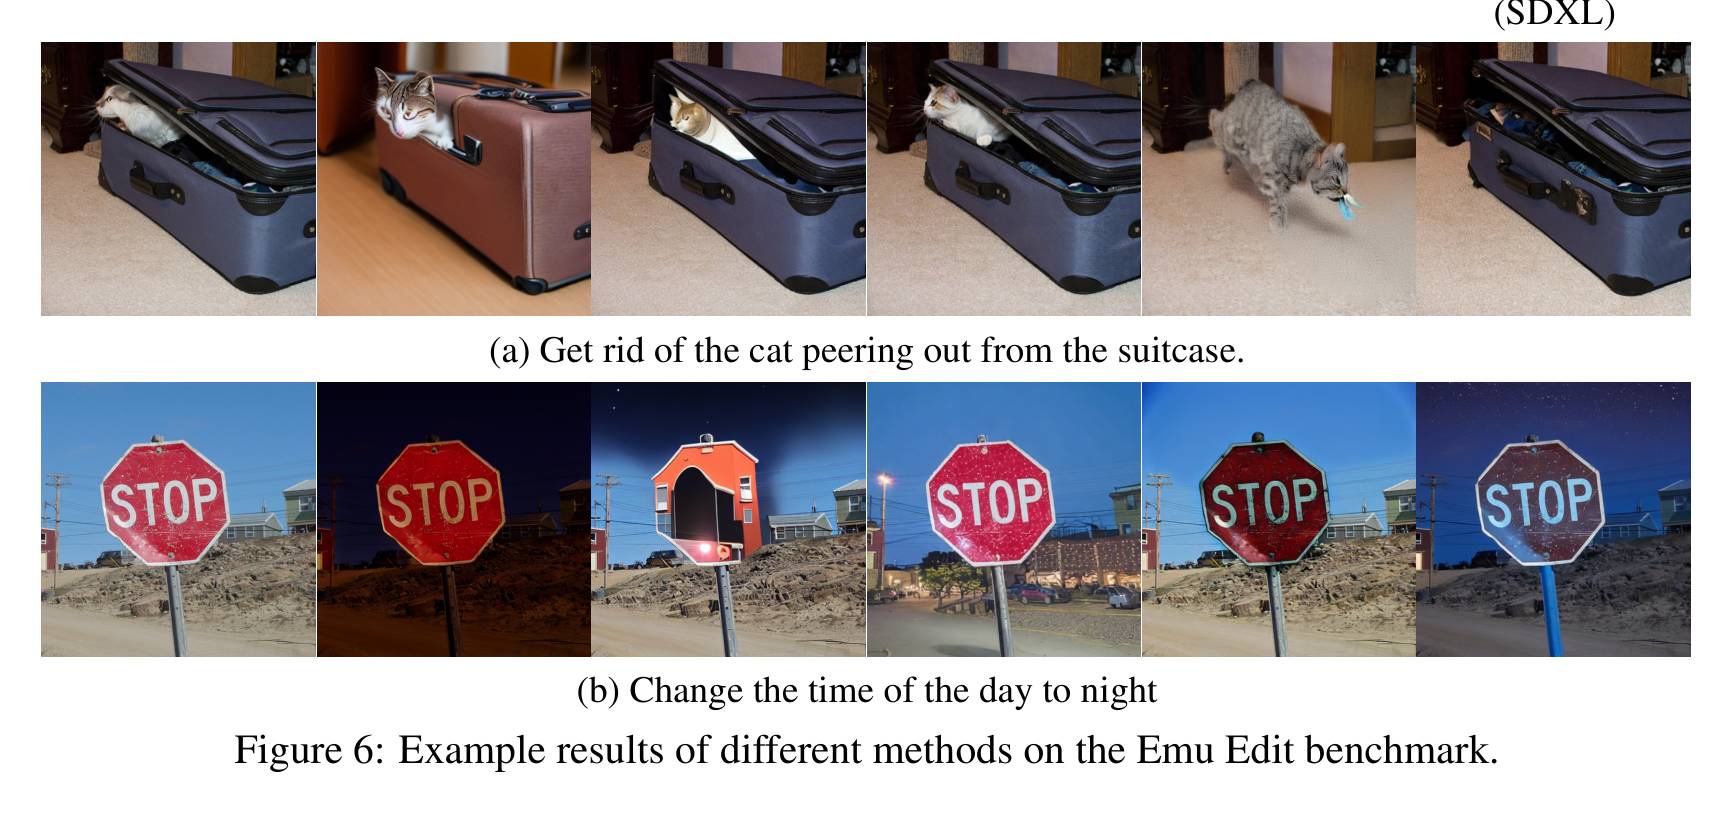 (SDXL)
(a) Get rid of the cat peering out from the suitcase.
STOP STOP STOP STOP STOP
(b) Change the time of the day to night
Figure 6: Example results of different methods on the Emu Edit benchmark.